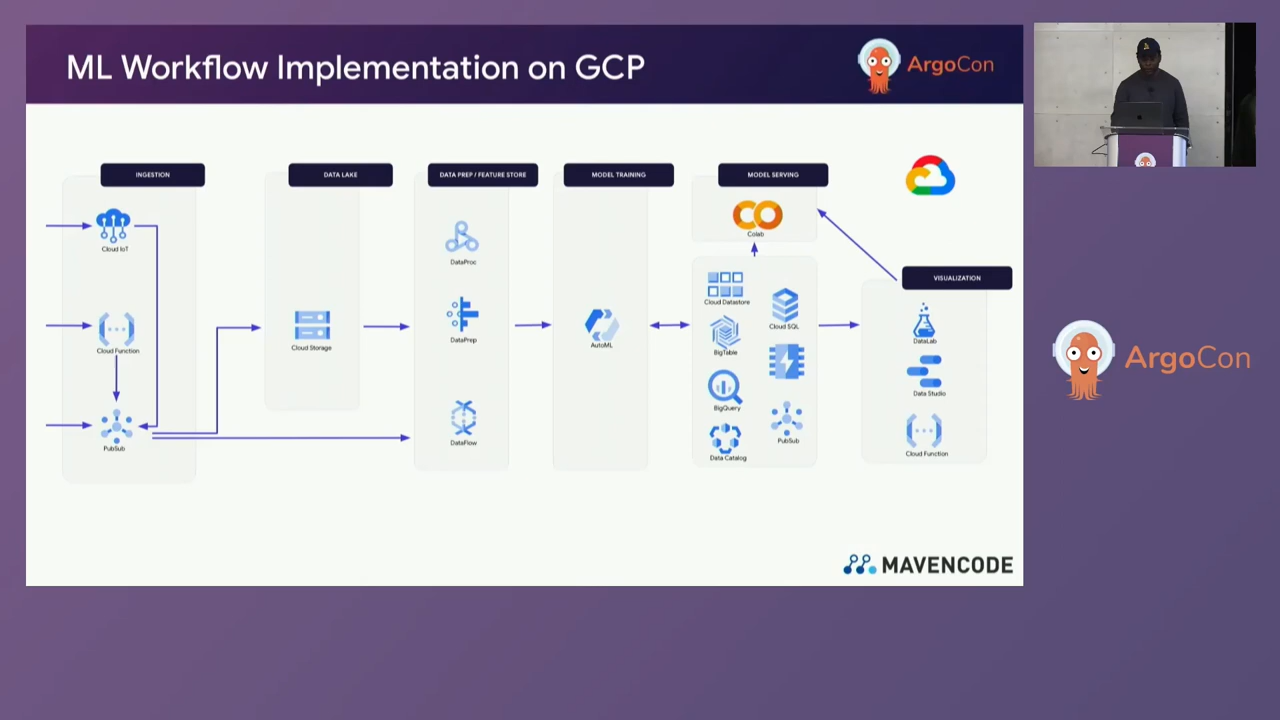 ML Workflow Implementation on GCP
ArgoCon
INGESTION
DATA LAKE
DATA PREP / FEATURE STORE
MODEL TRAINING
MODEL SERVING
VISUALIZATION
Cloud IoT
Cloud Function
PubSub
Cloud Storage
DataProc
DataPrep
DataFlow
AutoML
Colab
Cloud Datastore
Cloud SQL
BigTable
BigQuery
PubSub
Data Catalog
DataLab
Data Studio
Cloud Function
MAVENCODE
ArgoCon